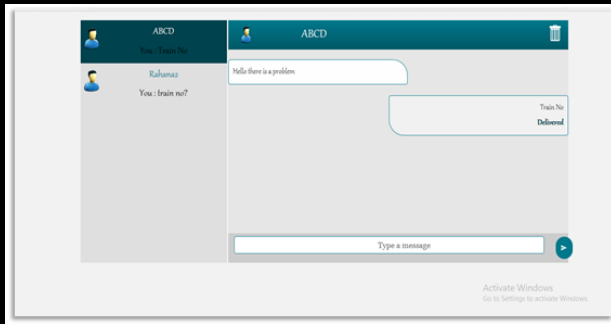 ABCD
You : Train No
Rahanaz
You : train no?
ABCD
Hello there is a problem
Train No
Delivered
Type a message
Activate Windows
Go to Settings to activate Windows.